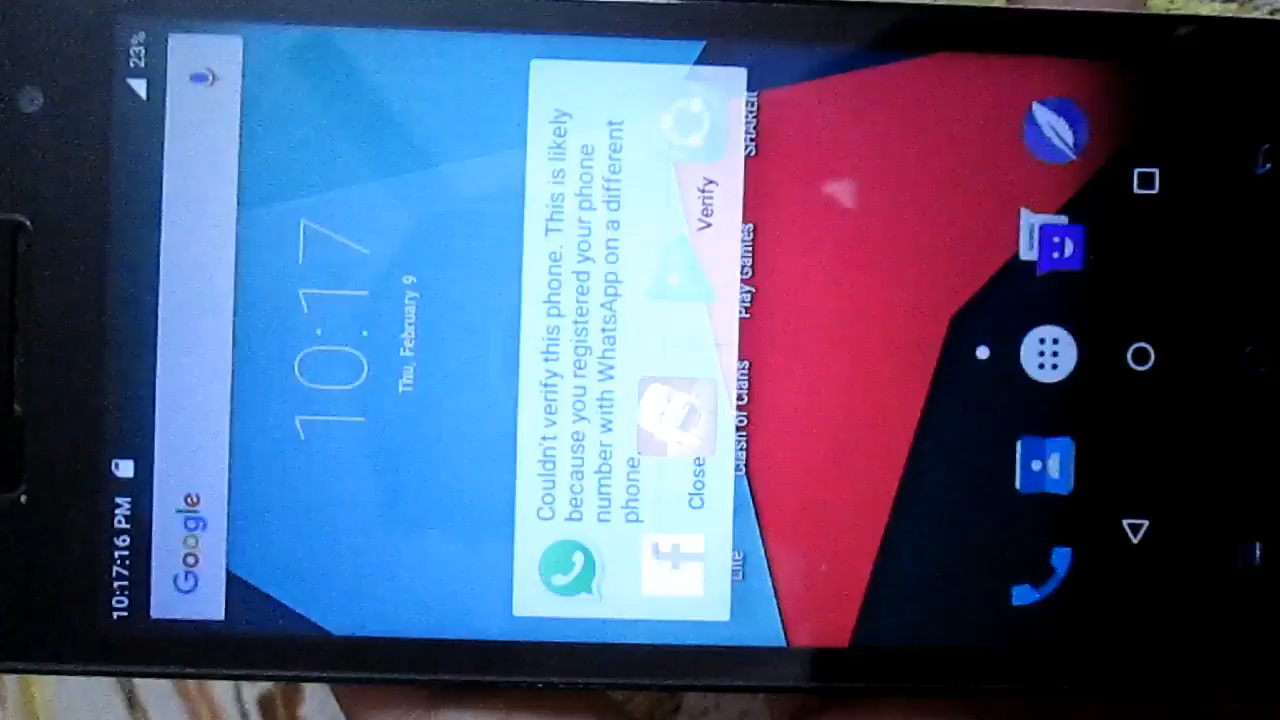 10:17:16 PM 23%
Google
10:17
Thu, February 9
Couldn't verify this phone. This is likely
because you registered your phone
number with WhatsApp on a different
phone.
Close Verify
Lite Clash of Clans Play Games SHAREit